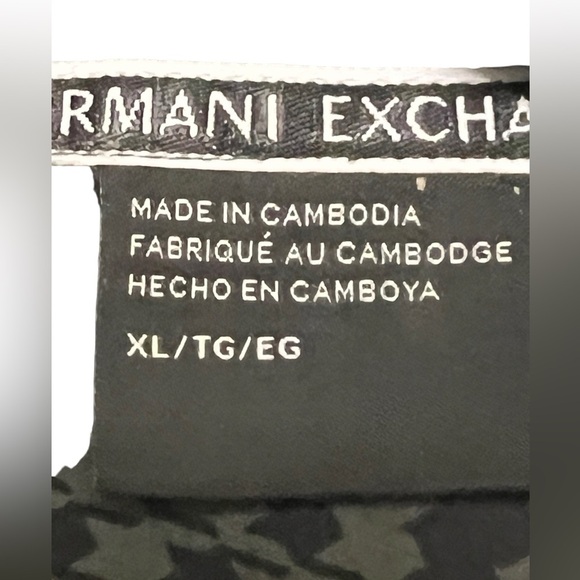 RMANI EXCHA
MADE IN CAMBODIA
FABRIQUÉ AU CAMBODGE
HECHO EN CAMBOYA
XL/TG/EG